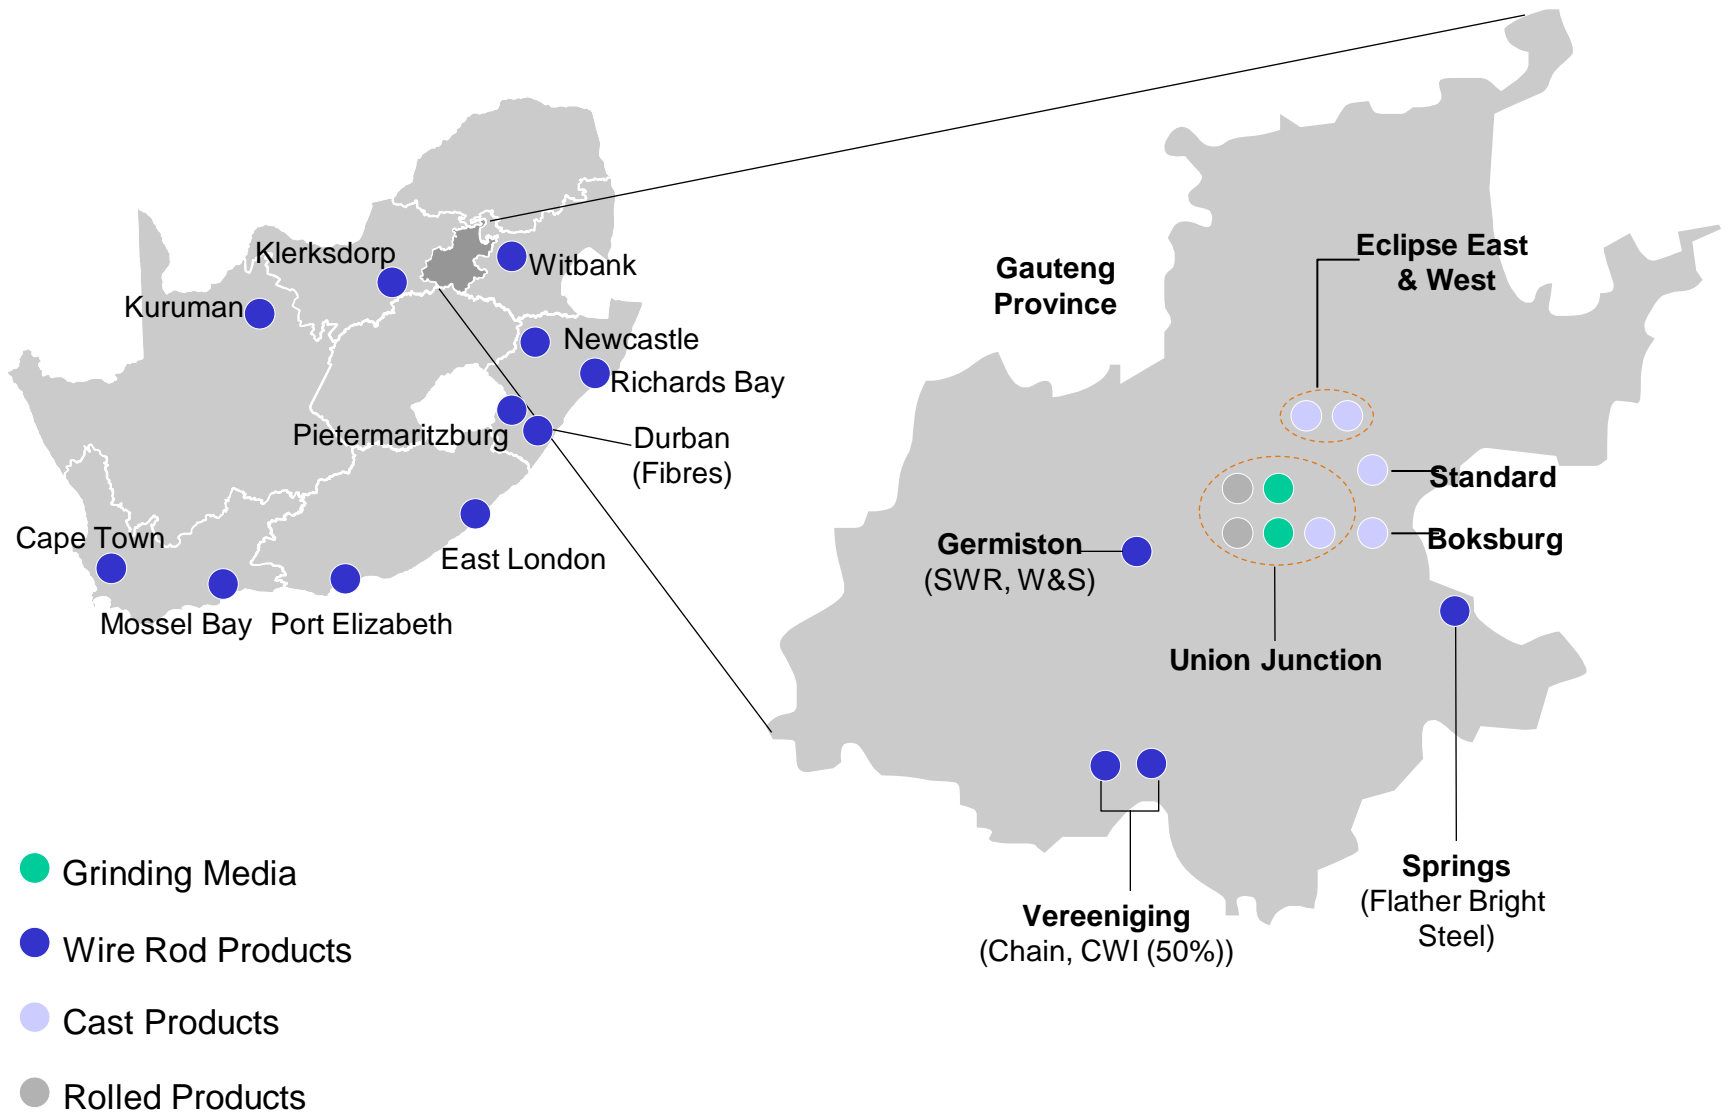 Klerksdorp
Witbank
Kuruman
Newcastle
Richards Bay
Pietermaritzburg
Durban
(Fibres)
Cape Town
East London
Mossel Bay
Port Elizabeth
Gauteng
Province
Eclipse East
& West
Standard
Boksburg
Germiston
(SWR, W&S)
Union Junction
Springs
(Flather Bright
Steel)
Vereeniging
(Chain, CWI (50%))
Grinding Media
Wire Rod Products
Cast Products
Rolled Products